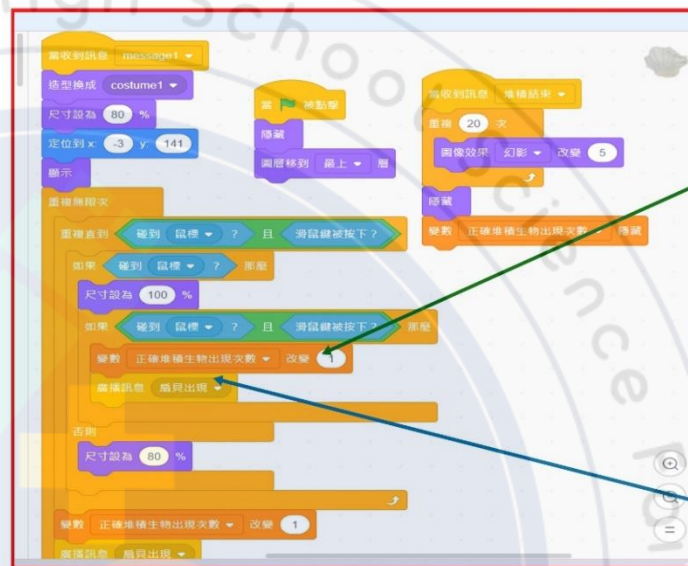 High School
Science
當收到訊息 message1
造型換成 costume1
尺寸設為 80 %
定位到 x: -3 y: 141
顯示
重複無限次
重複直到 碰到 鼠標 ? 且 滑鼠鍵被按下?
如果 碰到 鼠標 ? 那麼
尺寸設為 100 %
如果 碰到 鼠標 ? 且 滑鼠鍵被按下? 那麼
變數 正確堆積生物出現次數 改變 1
廣播訊息 扇貝出現
否則
尺寸設為 80 %
變數 正確堆積生物出現次數 改變 1
廣播訊息 扇貝出現
當 被點擊
隱藏
圖層移到 最上 層
當收到訊息 堆積結束
重複 20 次
圖像效果 幻影 改變 5
隱藏
變數 正確堆積生物出現次數 隱藏